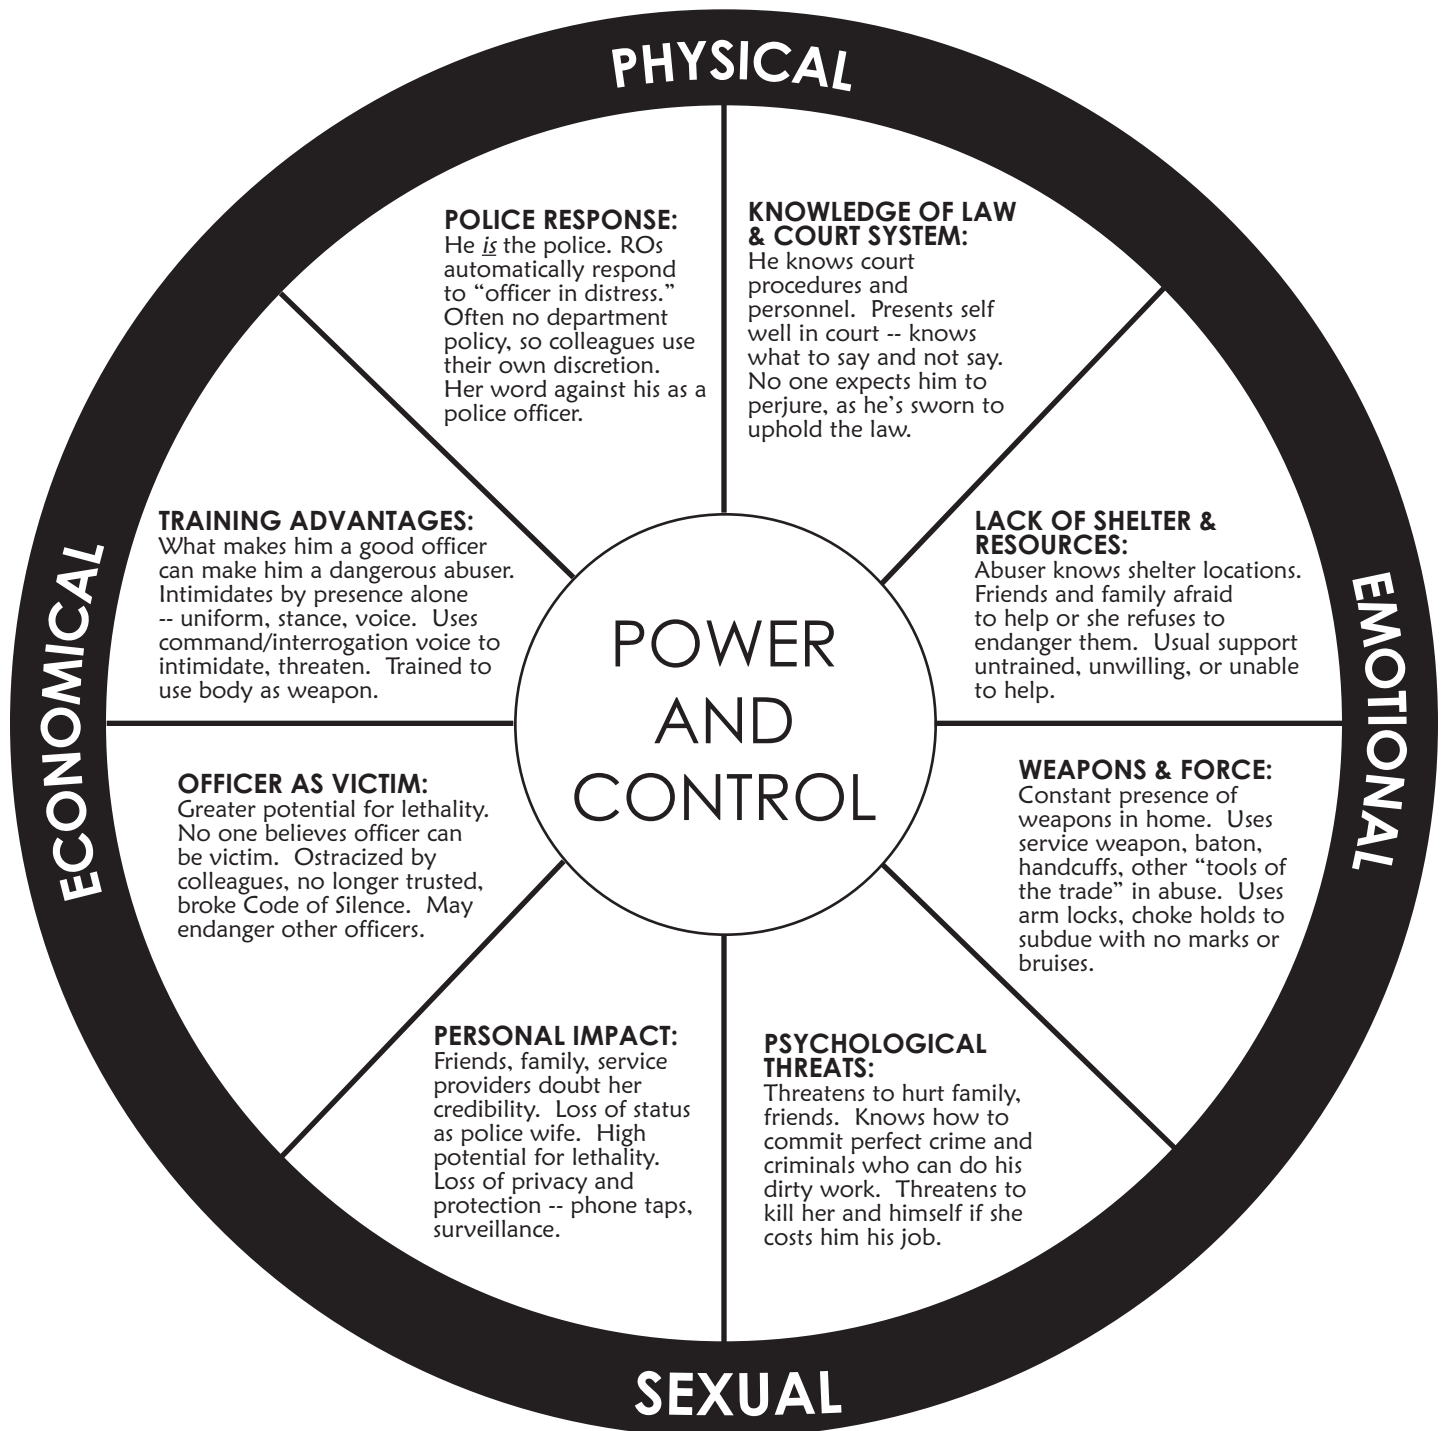 PHYSICAL
POLICE RESPONSE:
He is the police. ROs
automatically respond
to “officer in distress.”
Often no department
policy, so colleagues use
their own discretion.
Her word against his as a
police officer.
KNOWLEDGE OF LAW
& COURT SYSTEM:
He knows court
procedures and
personnel. Presents self
well in court -- knows
what to say and not say.
No one expects him to
perjure, as he’s sworn to
uphold the law.
TRAINING ADVANTAGES:
What makes him a good officer
can make him a dangerous abuser.
Intimidates by presence alone
-- uniform, stance, voice. Uses
command/interrogation voice to
intimidate, threaten. Trained to
use body as weapon.
LACK OF SHELTER &
RESOURCES:
Abuser knows shelter locations.
Friends and family afraid
to help or she refuses to
endanger them. Usual support
untrained, unwilling, or unable
to help.
ECONOMICAL
POWER
AND
CONTROL
EMOTIONAL
OFFICER AS VICTIM:
Greater potential for lethality.
No one believes officer can
be victim. Ostracized by
colleagues, no longer trusted,
broke Code of Silence. May
endanger other officers.
WEAPONS & FORCE:
Constant presence of
weapons in home. Uses
service weapon, baton,
handcuffs, other “tools of
the trade” in abuse. Uses
arm locks, choke holds to
subdue with no marks or
bruises.
PERSONAL IMPACT:
Friends, family, service
providers doubt her
credibility. Loss of status
as police wife. High
potential for lethality.
Loss of privacy and
protection -- phone taps,
surveillance.
PSYCHOLOGICAL
THREATS:
Threatens to hurt family,
friends. Knows how to
commit perfect crime and
criminals who can do his
dirty work. Threatens to
kill her and himself if she
costs him his job.
SEXUAL